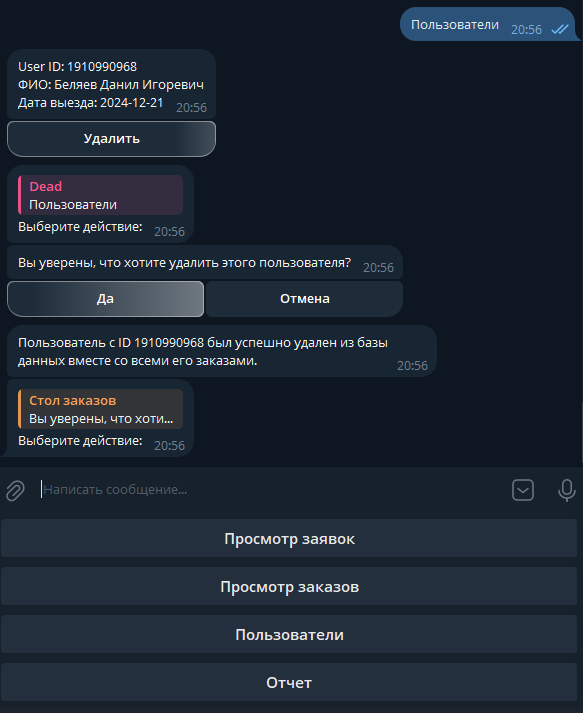 Пользователи 20:56
User ID: 1910990968
ФИО: Беляев Данил Игоревич
Дата выезда: 2024-12-21 20:56
Удалить
Dead
Пользователи
Выберите действие: 20:56
Вы уверены, что хотите удалить этого пользователя? 20:56
Да
Отмена
Пользователь с ID 1910990968 был успешно удален из базы
данных вместе со всеми его заказами. 20:56
Стол заказов
Вы уверены, что хоти...
Выберите действие: 20:56
Написать сообщение...
Просмотр заявок
Просмотр заказов
Пользователи
Отчет